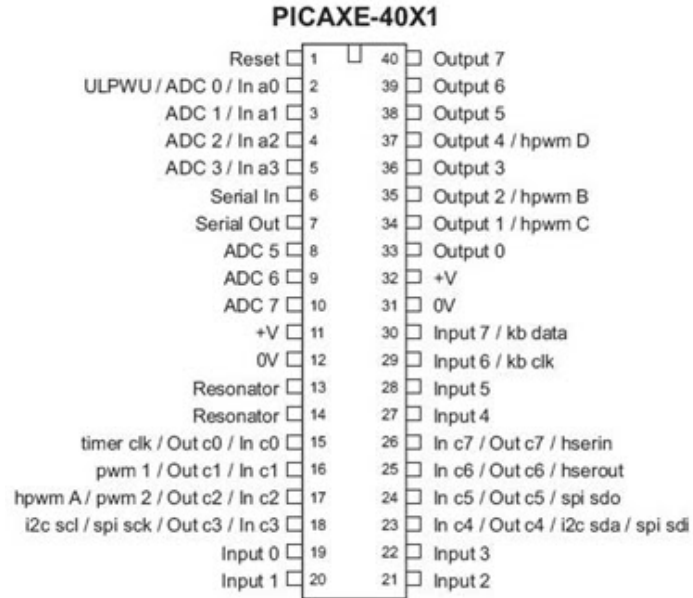 PICAXE-40X1
Reset 1 40 Output 7
ULPWU / ADC 0 / In a0 2 39 Output 6
ADC 1 / In a1 3 38 Output 5
ADC 2 / In a2 4 37 Output 4 / hpwm D
ADC 3 / In a3 5 36 Output 3
Serial In 6 35 Output 2 / hpwm B
Serial Out 7 34 Output 1 / hpwm C
ADC 5 8 33 Output 0
ADC 6 9 32 +V
ADC 7 10 31 0V
+V 11 30 Input 7 / kb data
0V 12 29 Input 6 / kb clk
Resonator 13 28 Input 5
Resonator 14 27 Input 4
timer clk / Out c0 / In c0 15 26 In c7 / Out c7 / hserin
pwm 1 / Out c1 / In c1 16 25 In c6 / Out c6 / hserout
hpwm A / pwm 2 / Out c2 / In c2 17 24 In c5 / Out c5 / spi sdo
i2c scl / spi sck / Out c3 / In c3 18 23 In c4 / Out c4 / i2c sda / spi sdi
Input 0 19 22 Input 3
Input 1 20 21 Input 2